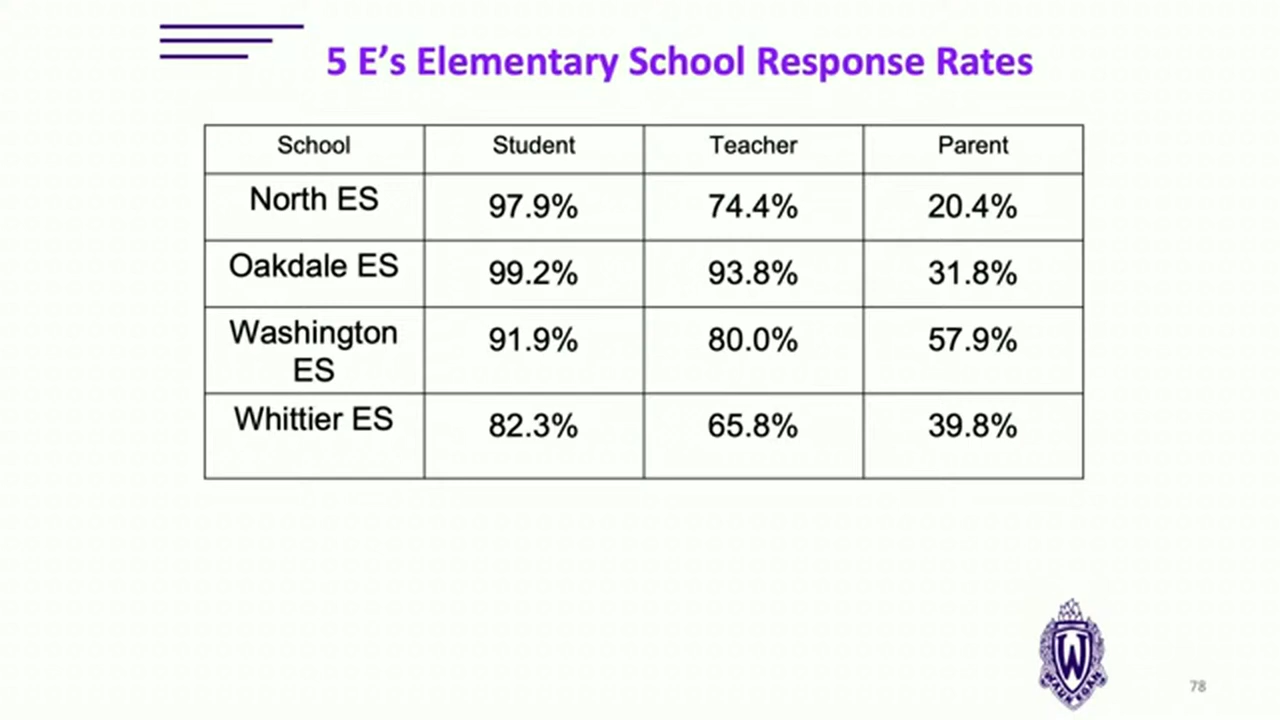 5 E’s Elementary School Response Rates
School Student Teacher Parent
North ES 97.9% 74.4% 20.4%
Oakdale ES 99.2% 93.8% 31.8%
Washington ES 91.9% 80.0% 57.9%
Whittier ES 82.3% 65.8% 39.8%
W
WAUKEGAN
78